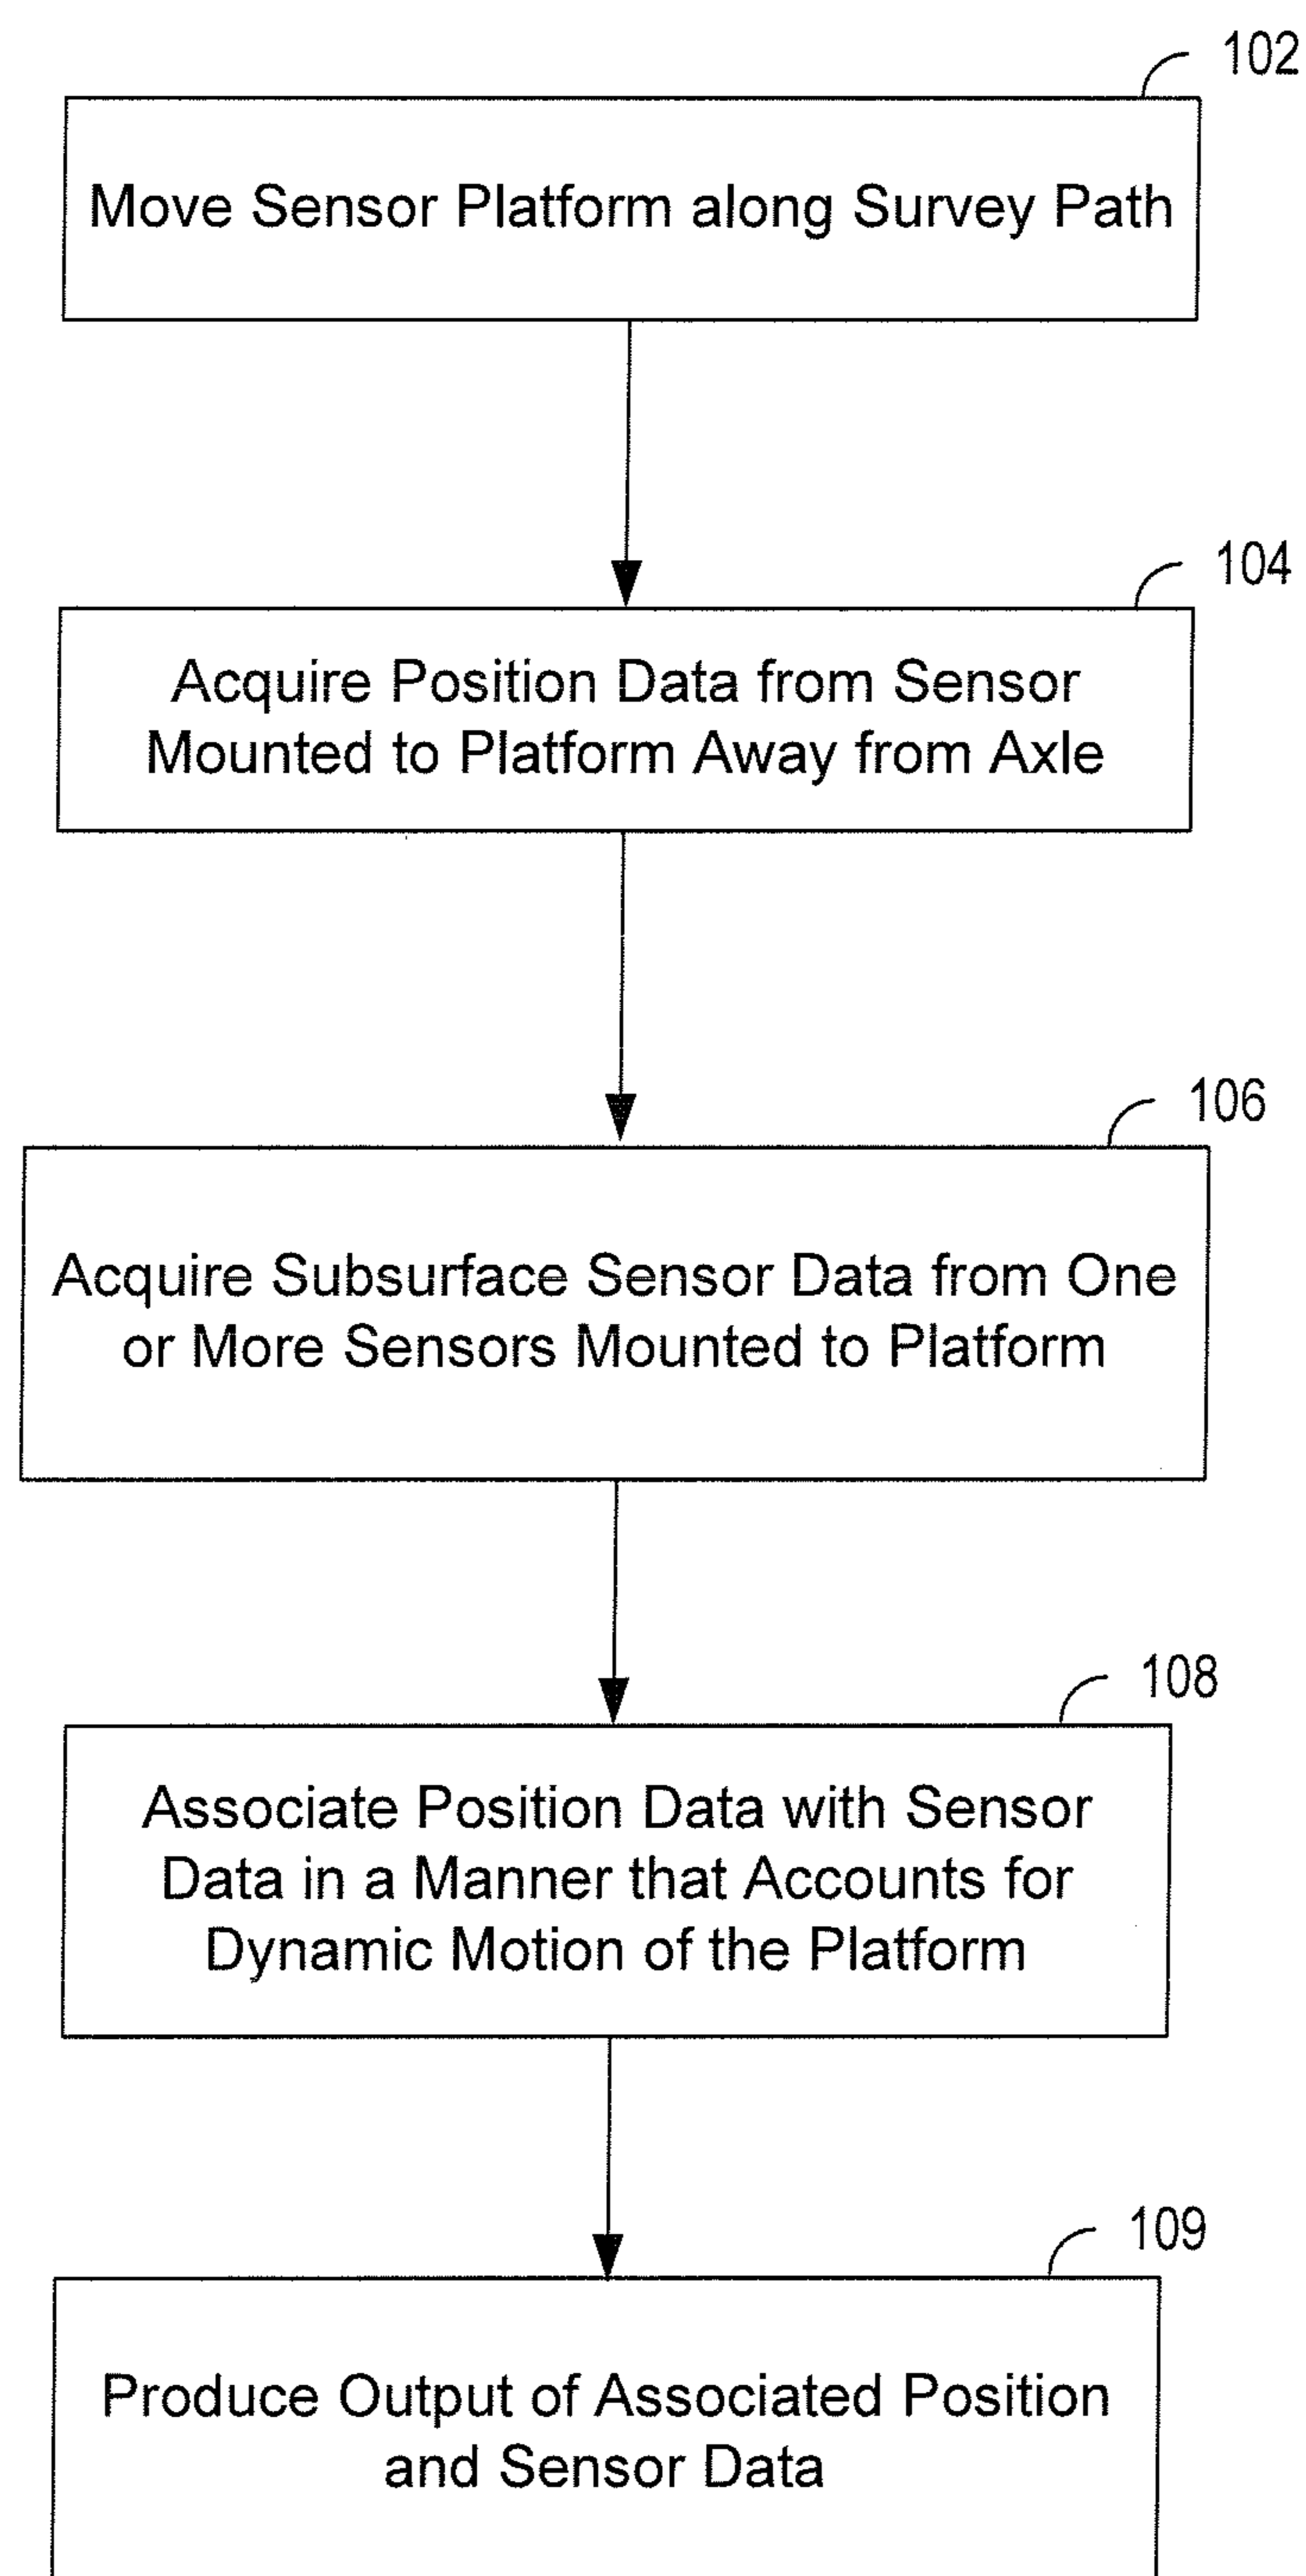 102
Move Sensor Platform along Survey Path
104
Acquire Position Data from Sensor
Mounted to Platform Away from Axle
106
Acquire Subsurface Sensor Data from One
or More Sensors Mounted to Platform
108
Associate Position Data with Sensor
Data in a Manner that Accounts for
Dynamic Motion of the Platform
109
Produce Output of Associated Position
and Sensor Data